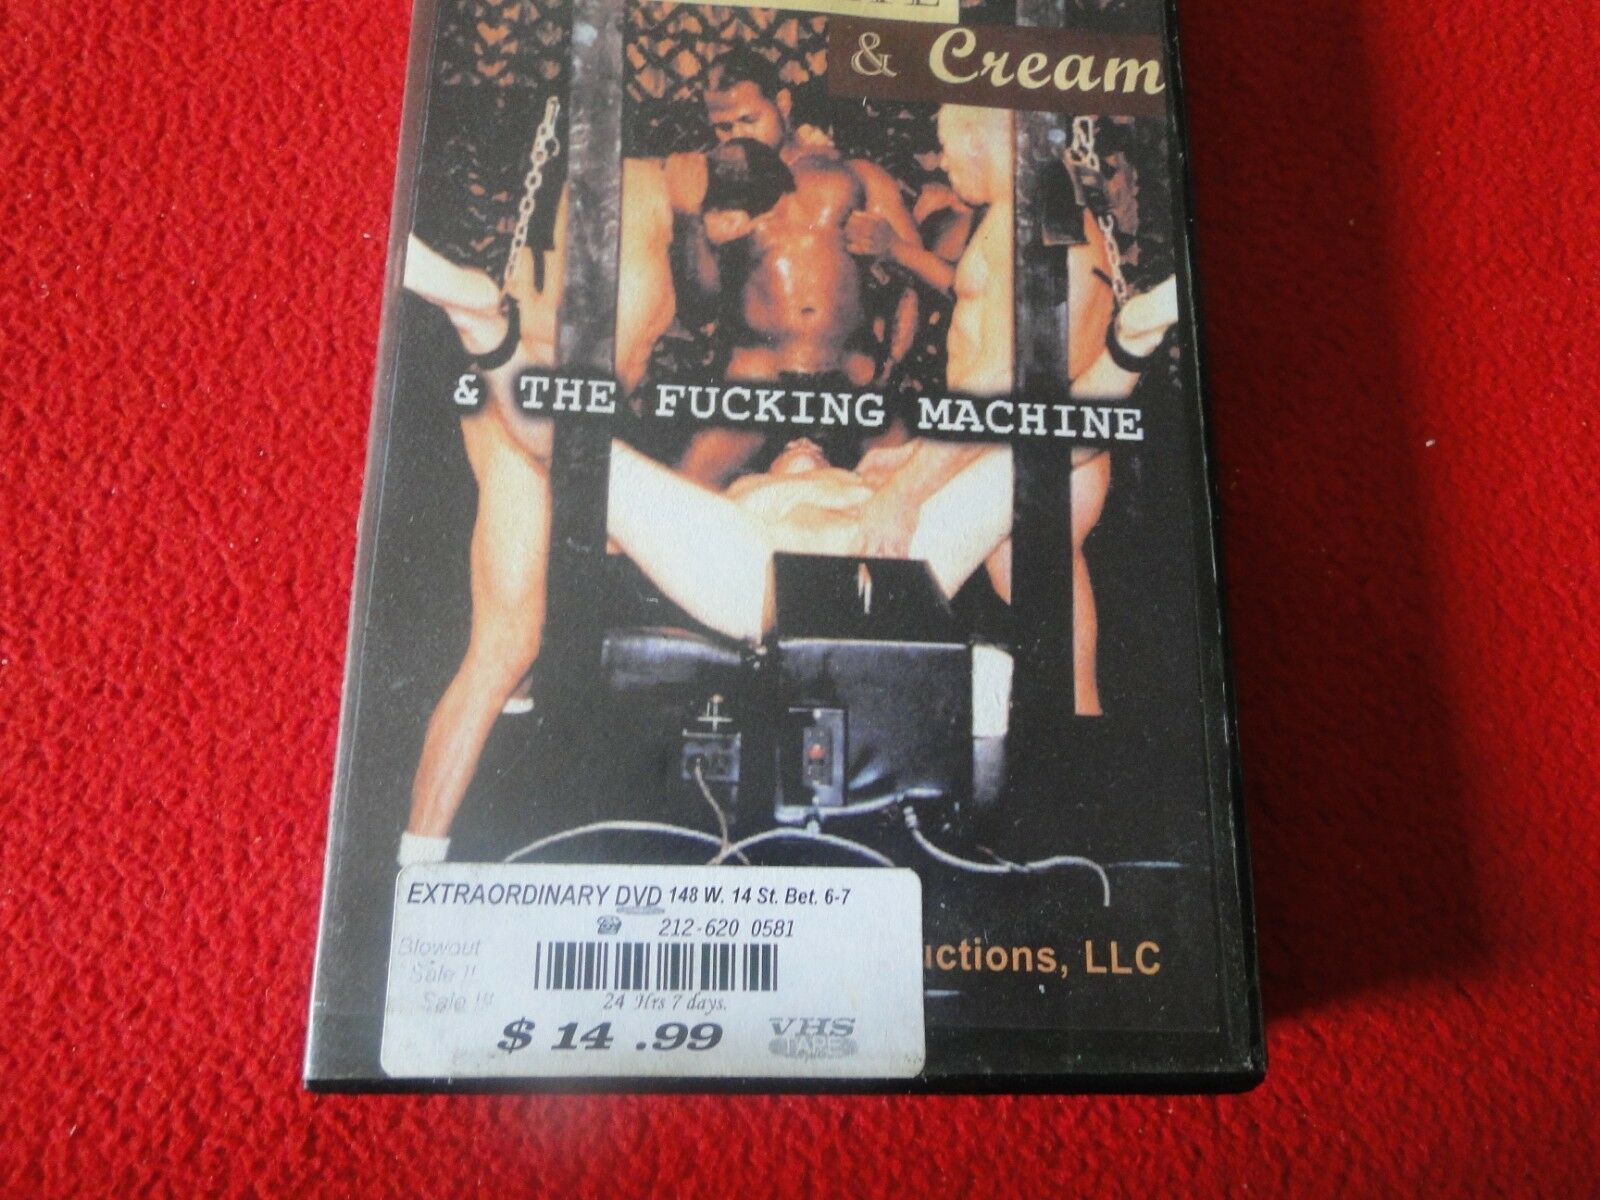 & Cream
& THE FUCKING MACHINE
uctions, LLC
EXTRAORDINARY DVD 148 W. 14 St. Bet. 6-7
☎ 212-620 0581
Blowout
Sale !!
Sale !!!
24 Hrs 7 days.
$ 14 .99
VHS
TAPE